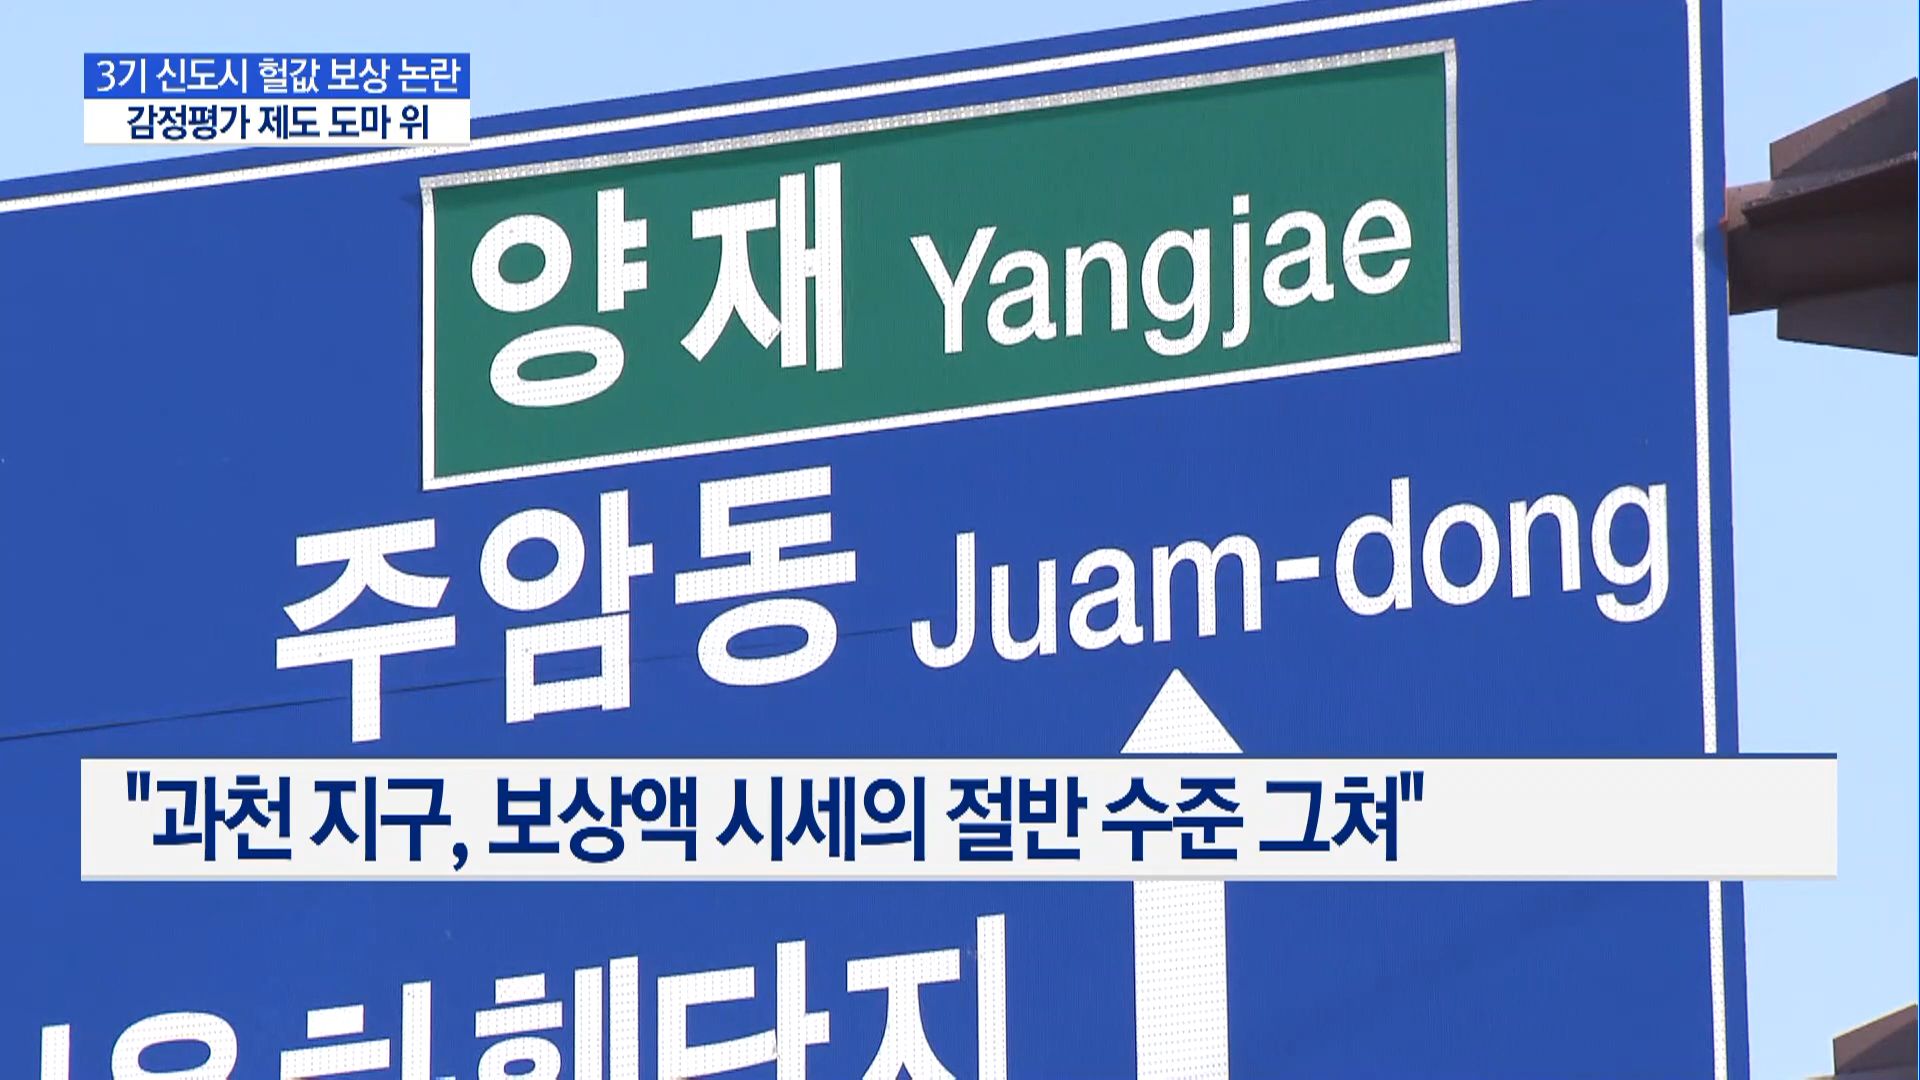 3기 신도시 헐값 보상 논란
감정평가 제도 도마 위
양재 Yangjae
주암동 Juam-dong
"과천 지구, 보상액 시세의 절반 수준 그쳐"